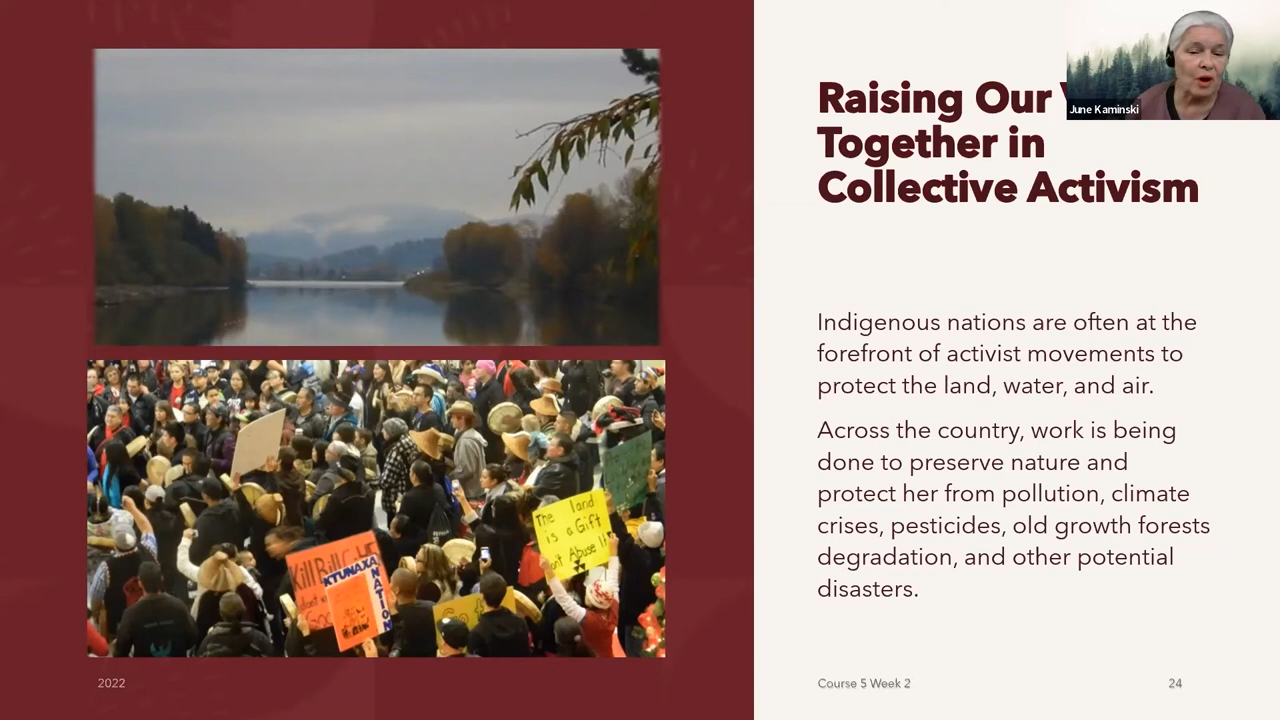 Raising Our
Together in
Collective Activism
June Kaminski
Indigenous nations are often at the
forefront of activist movements to
protect the land, water, and air.
Across the country, work is being
done to preserve nature and
protect her from pollution, climate
crises, pesticides, old growth forests
degradation, and other potential
disasters.
The land
is a Gift
Abuse!!
Kill Bill
KTUNAXA
NATION
2022
Course 5 Week 2
24